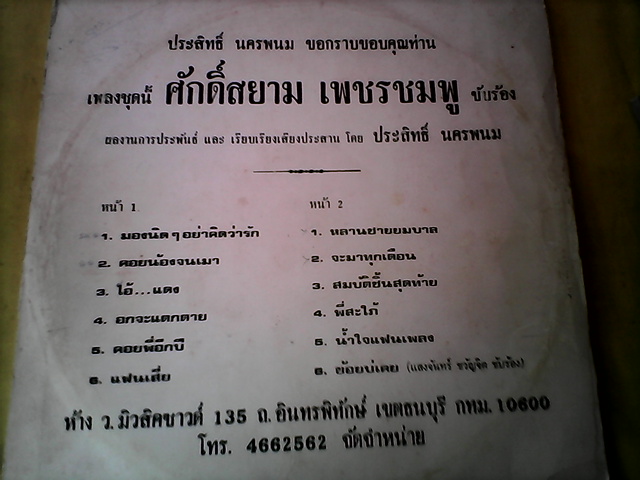 ประสิทธิ์ นครพนม ขอกราบขอบคุณท่าน
เพลงชุดนี้ ศักดิ์สยาม เพชรชมพู ขับร้อง
ผลงานการประพันธ์ และ เรียบเรียงเสียงประสาน โดย ประสิทธิ์ นครพนม
หน้า 1
1. มองนิด ๆ อย่าคิดว่ารัก
2. คอยน้องจนเมา
3. โอ้...แดง
4. อกจะแตกตาย
5. คอยพี่อีกปี
6. แฟนเสี่ย
หน้า 2
1. หลานชายยมบาล
2. จะมาทุกเดือน
3. สมบัติชิ้นสุดท้าย
4. พี่สะใภ้
5. น้ำใจแฟนเพลง
6. ย้อยบ่เคย (แสงจันทร์ ขวัญจิต ขับร้อง)
ห้าง ว. มิวสิคซาวด์ 135 ถ. อินทรพิทักษ์ เขตธนบุรี กทม. 10600
โทร. 4662562 จัดจำหน่าย